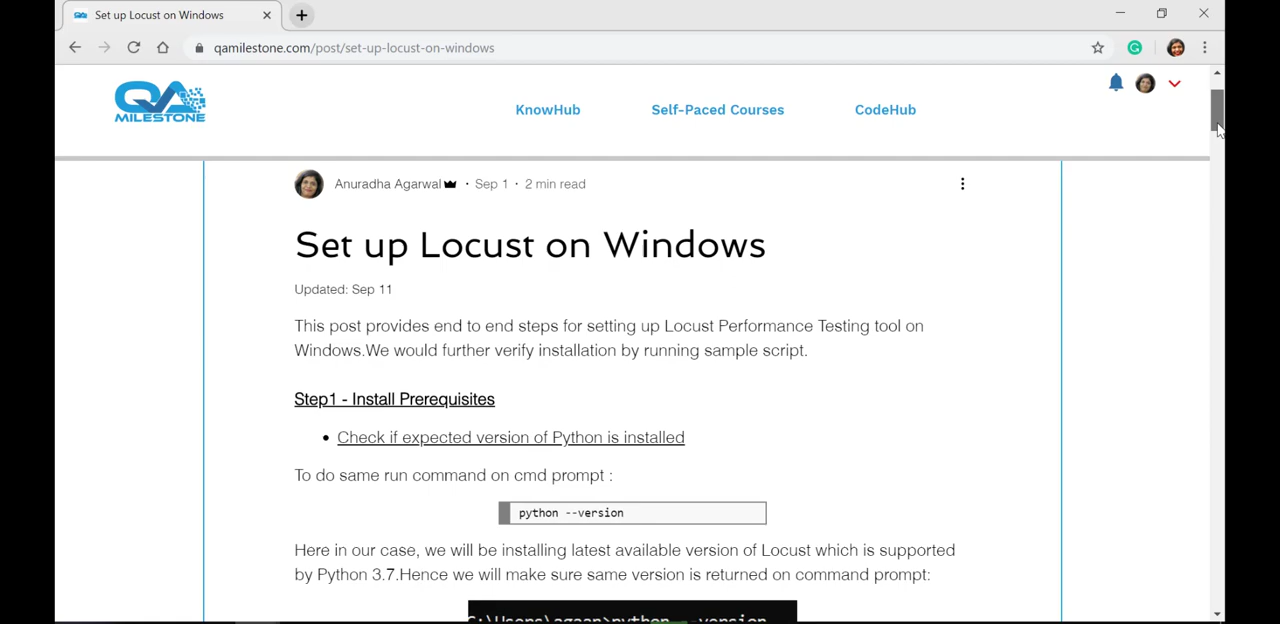 Set up Locust on Windows
qamilestone.com/post/set-up-locust-on-windows
QA
MILESTONE
KnowHub
Self-Paced Courses
CodeHub
Anuradha Agarwal · Sep 1 · 2 min read
Set up Locust on Windows
Updated: Sep 11
This post provides end to end steps for setting up Locust Performance Testing tool on
Windows.We would further verify installation by running sample script.
Step1 - Install Prerequisites
• Check if expected version of Python is installed
To do same run command on cmd prompt :
python --version
Here in our case, we will be installing latest available version of Locust which is supported
by Python 3.7.Hence we will make sure same version is returned on command prompt:
C:\Users\agaan>python --version